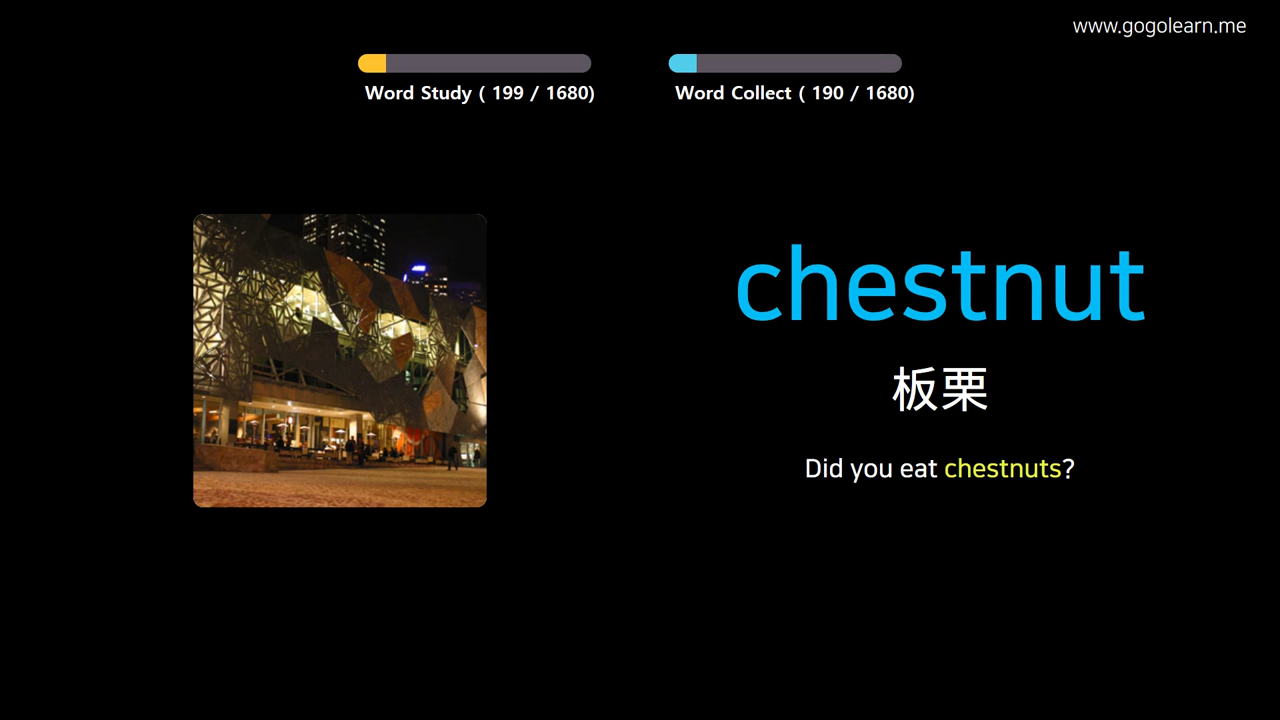 www.gogolearn.me
Word Study ( 199 / 1680)
Word Collect ( 190 / 1680)
chestnut
板栗
Did you eat chestnuts?